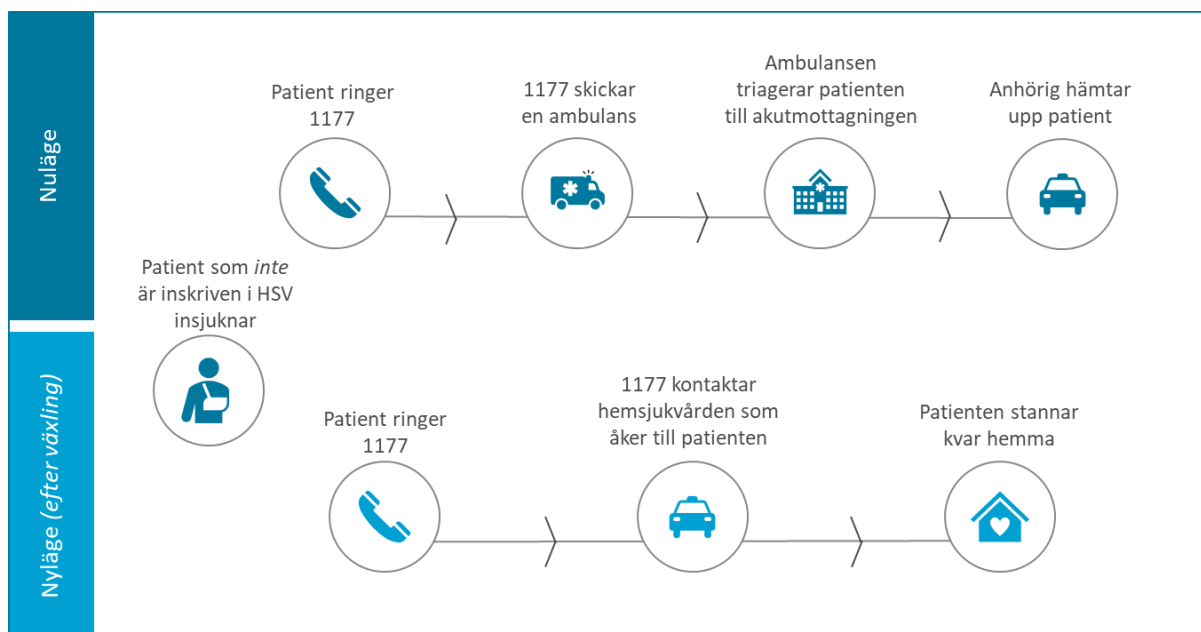 Nuläge
Patient ringer
1177
1177 skickar
en ambulans
Ambulansen
triagerar patienten
till akutmottagningen
Anhörig hämtar
upp patient
Patient som inte
är inskriven i HSV
insjuknar
Nyläge (efter växling)
Patient ringer
1177
1177 kontaktar
hemsjukvården som
åker till patienten
Patienten stannar
kvar hemma